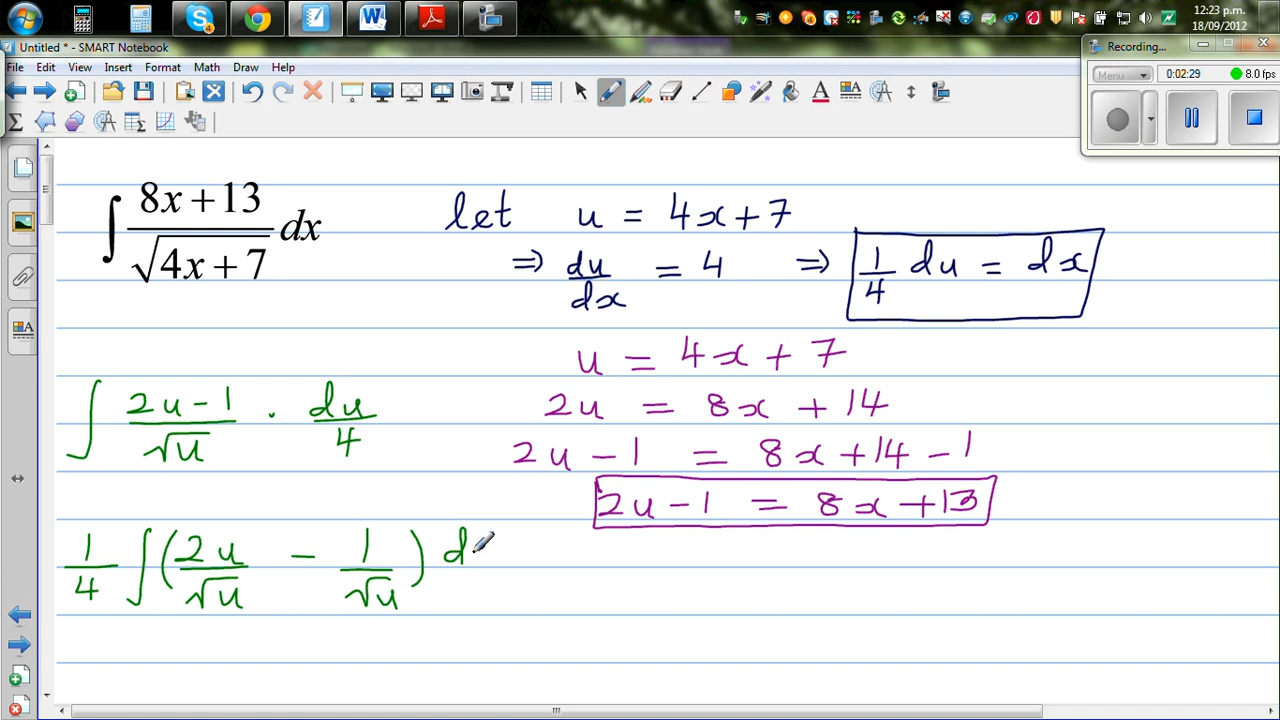 12:23 p.m.
18/09/2012
Untitled * - SMART Notebook
Recording...
File Edit View Insert Format Math Draw Help
Menu 0:02:29 8.0 fps
∫ (8x+13)/√(4x+7) dx
let u = 4x+7
⇒ du/dx = 4 ⇒ 1/4 du = dx
u = 4x + 7
∫ (2u-1)/√u . du/4
2u = 8x + 14
2u - 1 = 8x +14 - 1
2u - 1 = 8x +13
1/4 ∫ (2u/√u - 1/√u) d